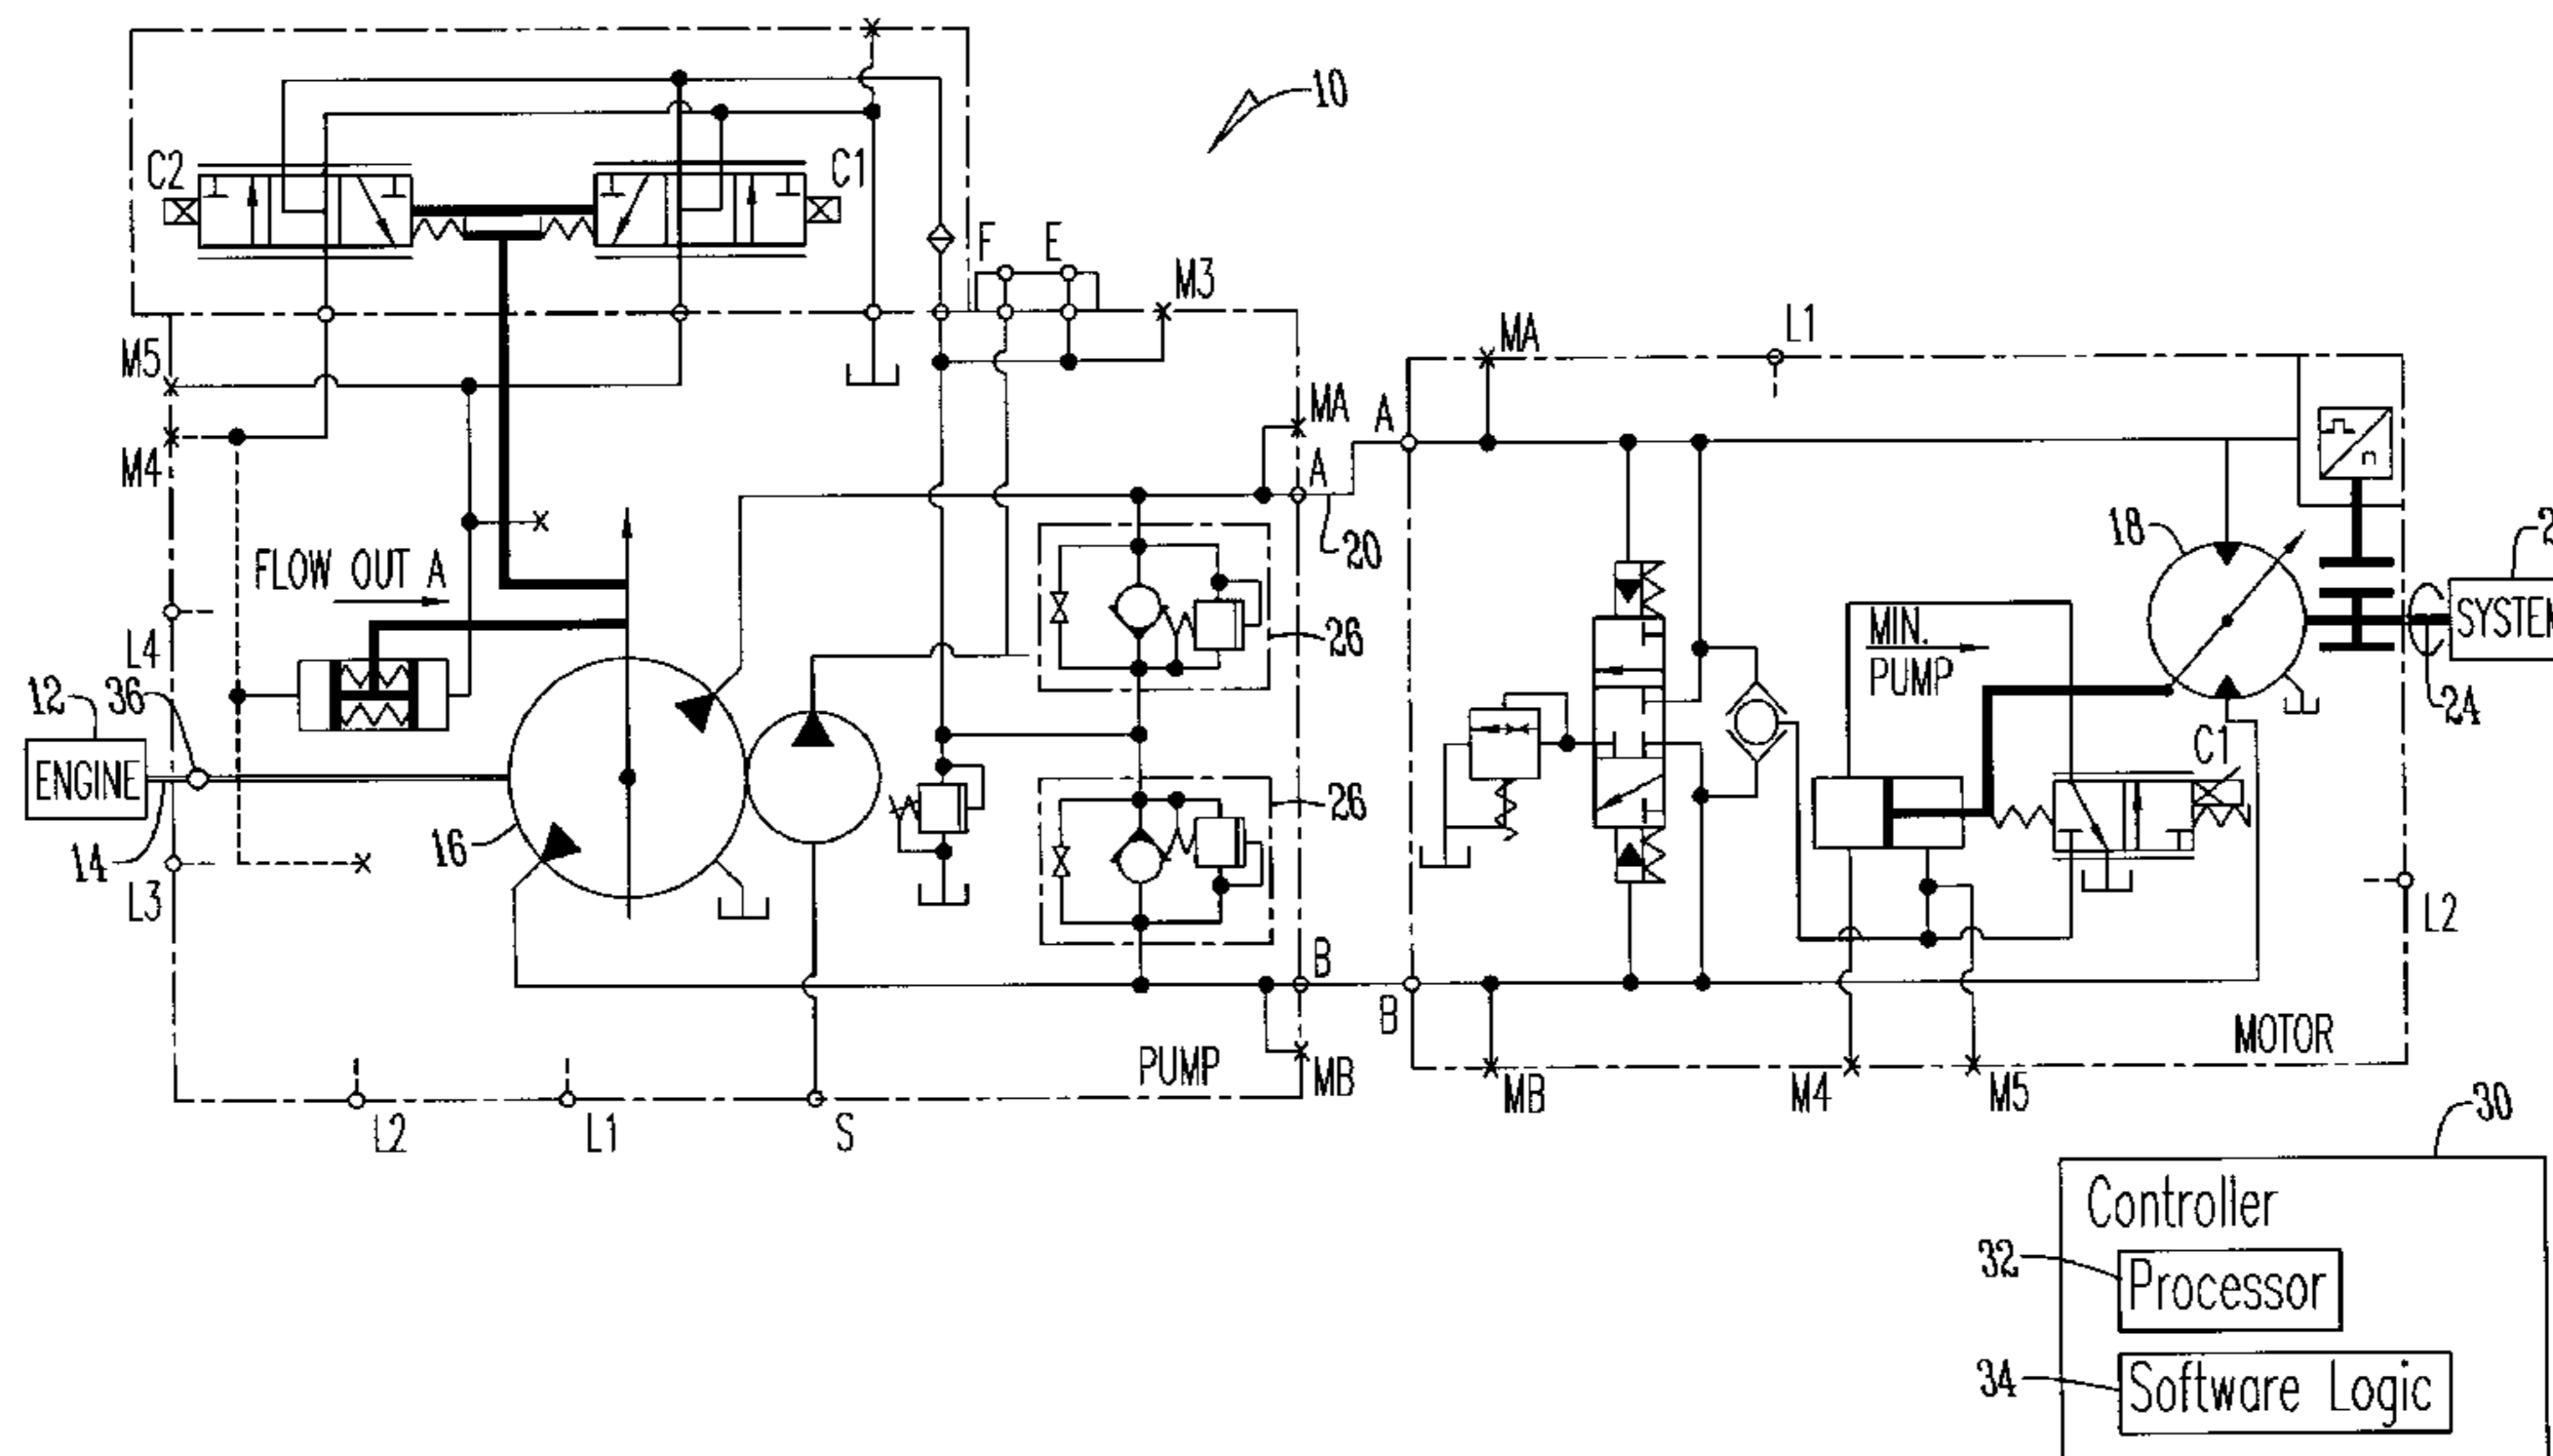 10
C2
C1
F
E
M3
M5
M4
MA
A
20
FLOW OUT A
L4
12
36
ENGINE
14
L3
16
26
26
B
MB
PUMP
L2
L1
S
MA
L1
A
18
MIN.
PUMP
SYSTEM
24
C1
L2
B
MB
M4
M5
MOTOR
n
30
Controller
32
Processor
34
Software Logic